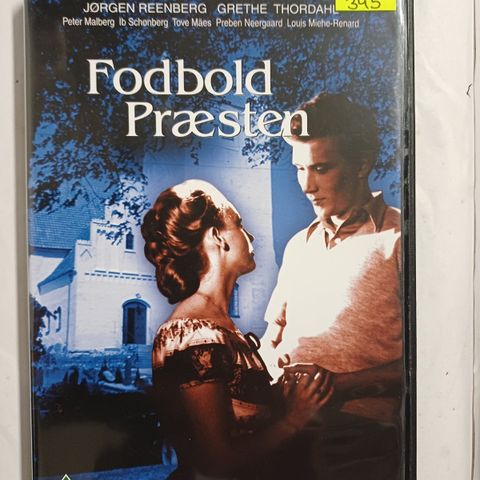 JØRGEN REENBERG GRETHE THORDAHL
395
Peter Malberg Ib Schønberg Tove Maës Preben Neergaard Louis Miehe-Renard
Fodbold
Præsten